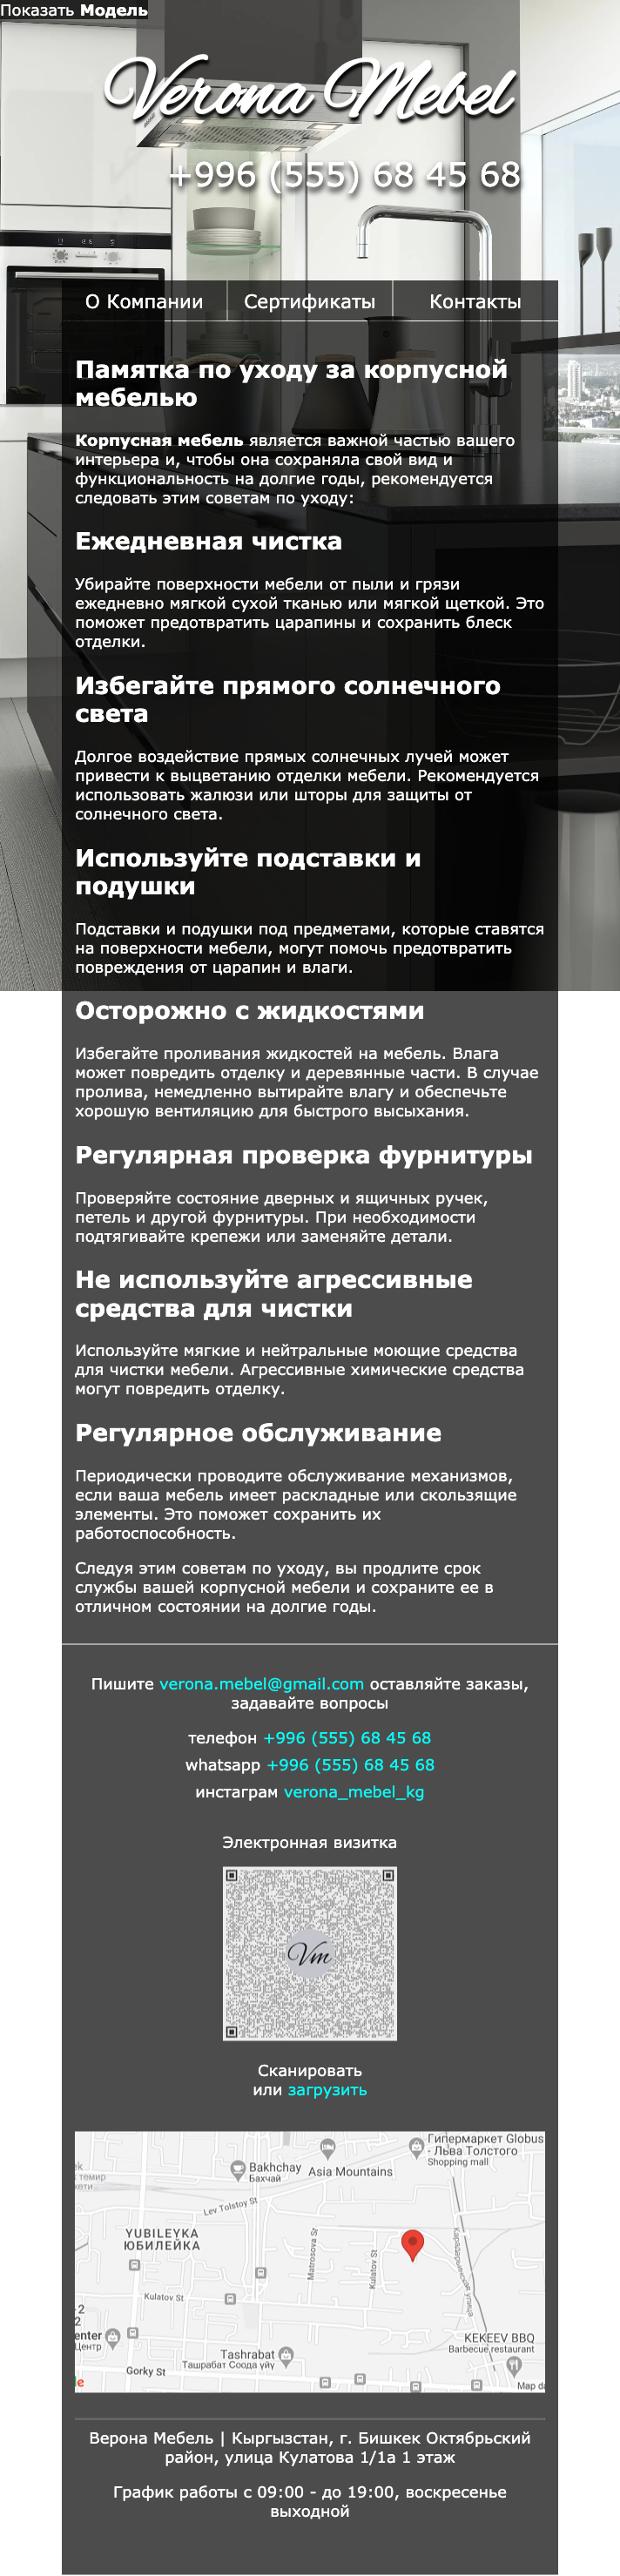 Показать Модель
Verona Mebel
+996 (555) 68 45 68
О Компании
Сертификаты
Контакты
Памятка по уходу за корпусной
мебелью
Корпусная мебель является важной частью вашего
интерьера и, чтобы она сохраняла свой вид и
функциональность на долгие годы, рекомендуется
следовать этим советам по уходу:
Ежедневная чистка
Убирайте поверхности мебели от пыли и грязи
ежедневно мягкой сухой тканью или мягкой щеткой. Это
поможет предотвратить царапины и сохранить блеск
отделки.
Избегайте прямого солнечного
света
Долгое воздействие прямых солнечных лучей может
привести к выцветанию отделки мебели. Рекомендуется
использовать жалюзи или шторы для защиты от
солнечного света.
Используйте подставки и
подушки
Подставки и подушки под предметами, которые ставятся
на поверхности мебели, могут помочь предотвратить
повреждения от царапин и влаги.
Осторожно с жидкостями
Избегайте проливания жидкостей на мебель. Влага
может повредить отделку и деревянные части. В случае
пролива, немедленно вытирайте влагу и обеспечьте
хорошую вентиляцию для быстрого высыхания.
Регулярная проверка фурнитуры
Проверяйте состояние дверных и ящичных ручек,
петель и другой фурнитуры. При необходимости
подтягивайте крепежи или заменяйте детали.
Не используйте агрессивные
средства для чистки
Используйте мягкие и нейтральные моющие средства
для чистки мебели. Агрессивные химические средства
могут повредить отделку.
Регулярное обслуживание
Периодически проводите обслуживание механизмов,
если ваша мебель имеет раскладные или скользящие
элементы. Это поможет сохранить их
работоспособность.
Следуя этим советам по уходу, вы продлите срок
службы вашей корпусной мебели и сохраните ее в
отличном состоянии на долгие годы.
Пишите verona.mebel@gmail.com оставляйте заказы,
задавайте вопросы
телефон +996 (555) 68 45 68
whatsapp +996 (555) 68 45 68
инстаграм verona_mebel_kg
Электронная визитка
Vm
Сканировать
или загрузить
Гипермаркет Globus
- Льва Толстого
Shopping mall
Bakhchay
Бахчай
Asia Mountains
Lev Tolstoy St
YUBILEYKA
ЮБИЛЕЙКА
Matrosova St
Kulatov St
Kulatov St
KEKEEV BBQ
Barbecue restaurant
Tashrabat
Ташрабат Соода үйү
Gorky St
Map da
Верона Мебель | Кыргызстан, г. Бишкек Октябрьский
район, улица Кулатова 1/1а 1 этаж
График работы с 09:00 - до 19:00, воскресенье
выходной